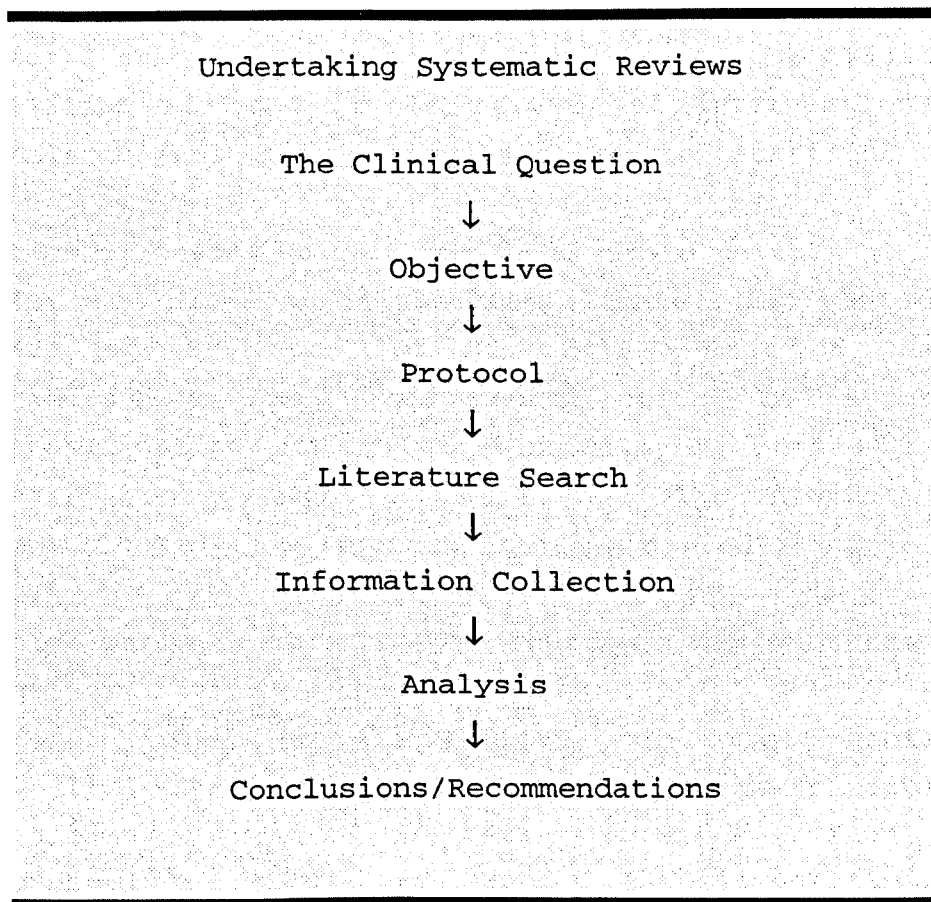 Undertaking Systematic Reviews
The Clinical Question
↓
Objective
↓
Protocol
↓
Literature Search
↓
Information Collection
↓
Analysis
↓
Conclusions/Recommendations